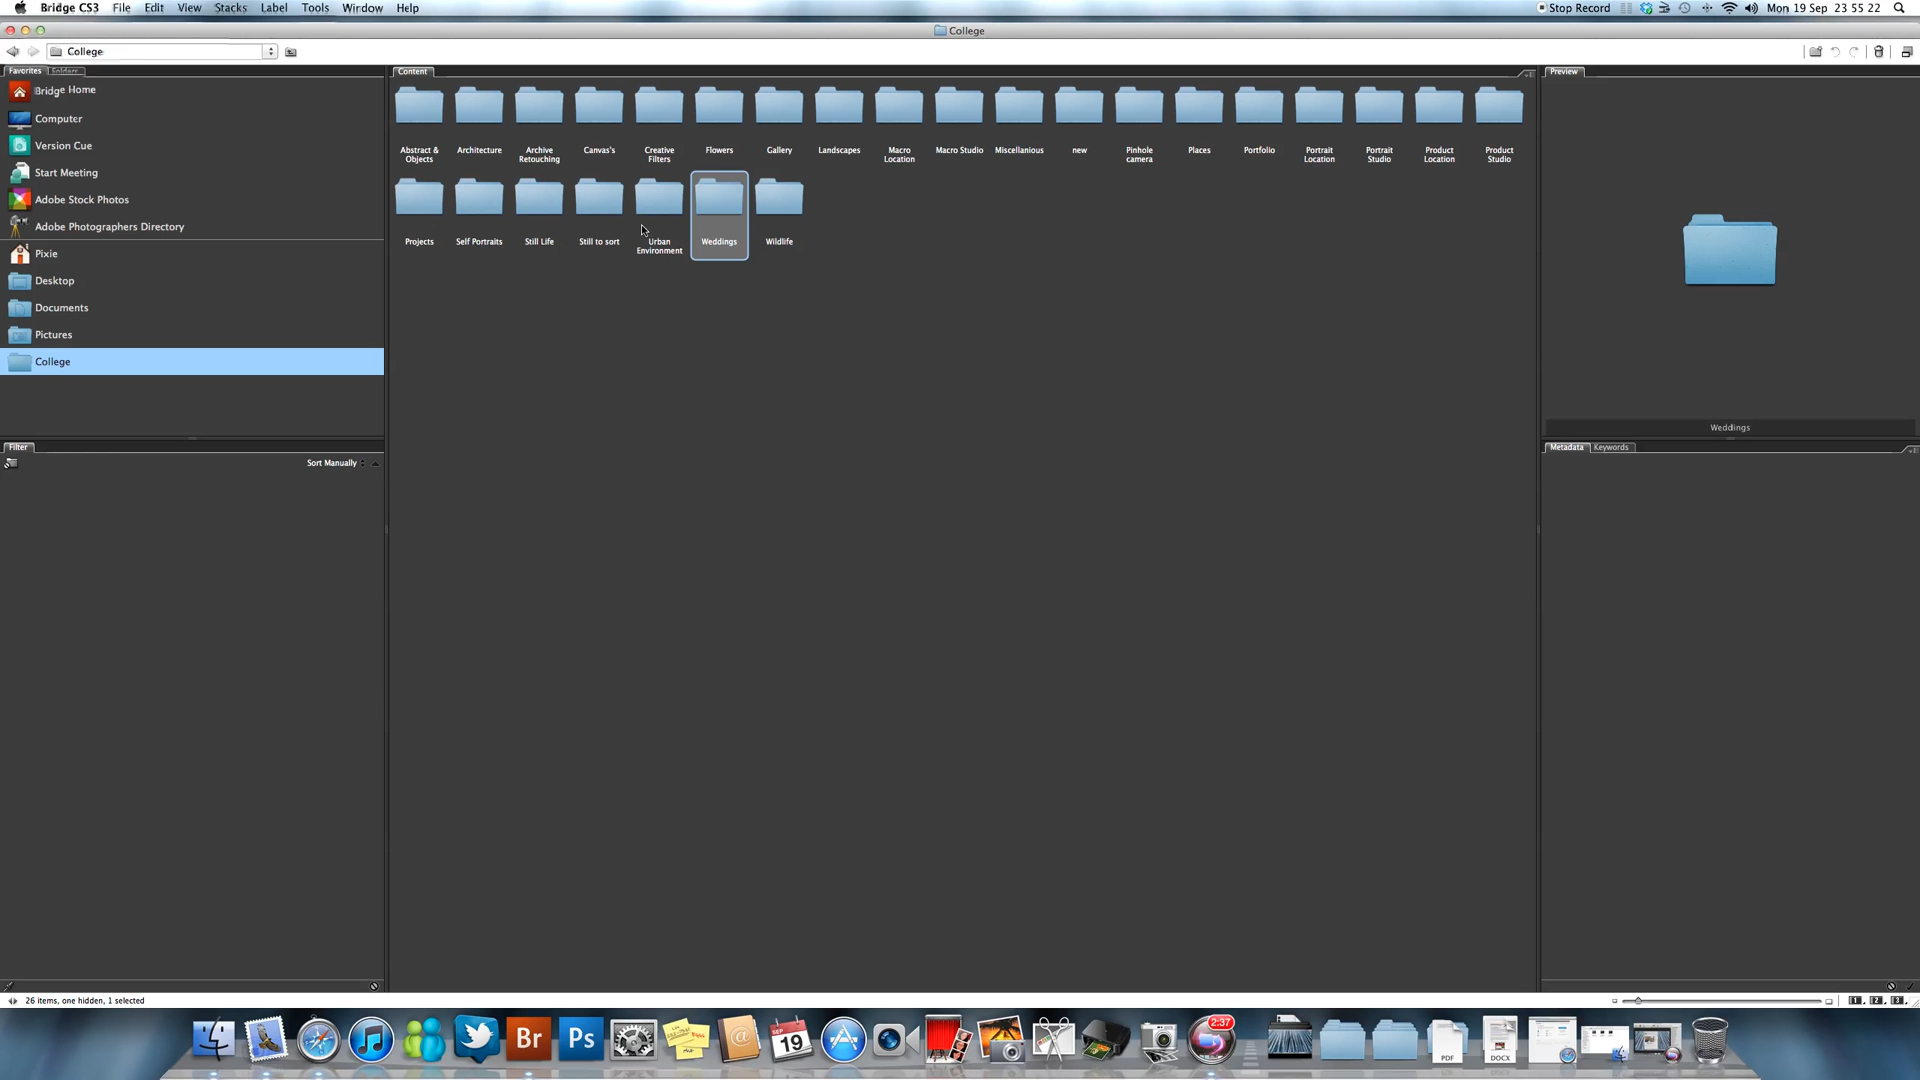 Bridge CS3 File Edit View Stacks Label Tools Window Help Stop Record Mon 19 Sep 23 55 22
College
College
Favorites Folders Content Preview
Bridge Home
Computer
Version Cue
Start Meeting
Adobe Stock Photos
Adobe Photographers Directory
Pixie
Desktop
Documents
Pictures
College
Abstract & Objects
Architecture
Archive Retouching
Canvas's
Creative Filters
Flowers
Gallery
Landscapes
Macro Location
Macro Studio
Miscellanious
new
Pinhole camera
Places
Portfolio
Portrait Location
Portrait Studio
Product Location
Product Studio
Projects
Self Portraits
Still Life
Still to sort
Urban Environment
Weddings
Wildlife
Weddings
Filter
Sort Manually
Metadata Keywords
26 items, one hidden, 1 selected
1 2 3
Br
Ps
SEP
19
2:37
PDF
DOCX